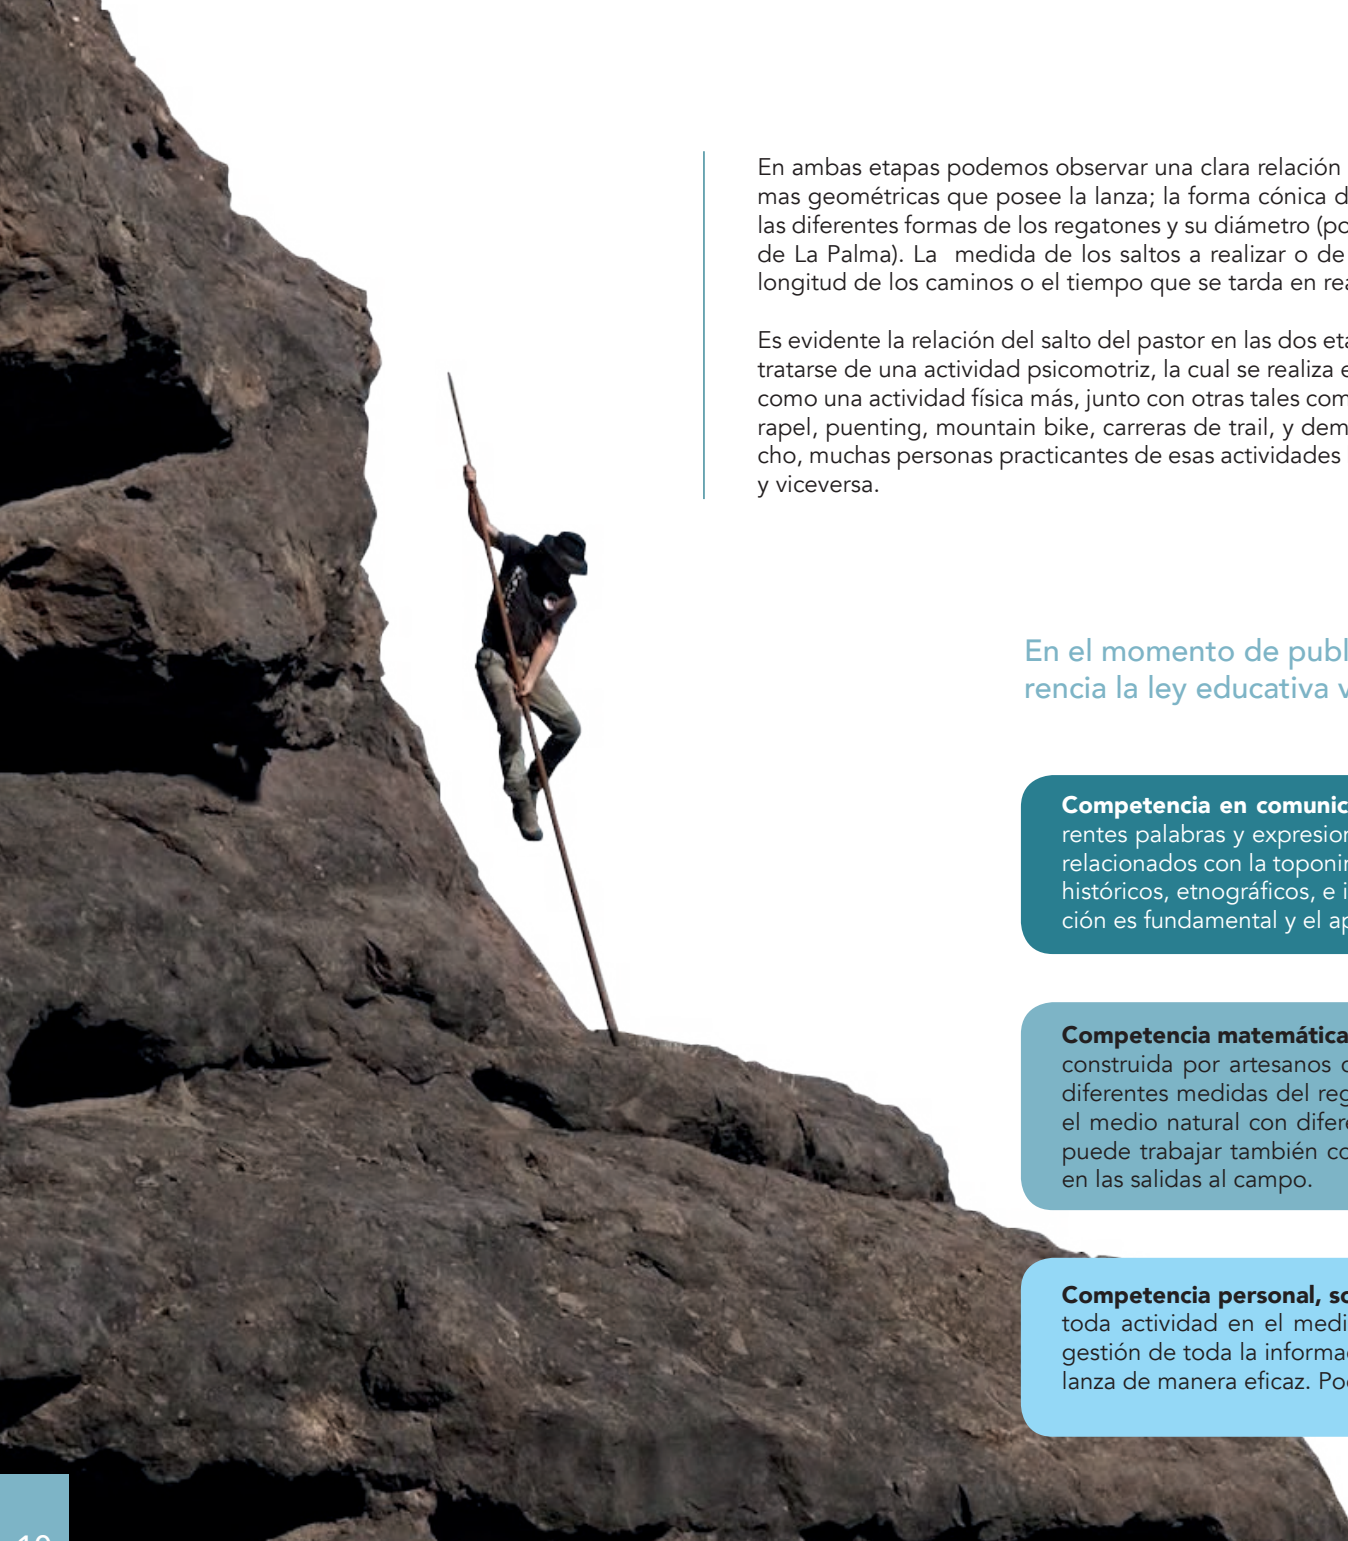 En ambas etapas podemos observar una clara relación
mas geométricas que posee la lanza; la forma cónica d
las diferentes formas de los regatones y su diámetro (po
de La Palma). La medida de los saltos a realizar o de
longitud de los caminos o el tiempo que se tarda en rea
Es evidente la relación del salto del pastor en las dos eta
tratarse de una actividad psicomotriz, la cual se realiza e
como una actividad física más, junto con otras tales com
rapel, puenting, mountain bike, carreras de trail, y dem
cho, muchas personas practicantes de esas actividades
y viceversa.
En el momento de publ
rencia la ley educativa v
Competencia en comunic
rentes palabras y expresion
relacionados con la toponim
históricos, etnográficos, e i
ción es fundamental y el ap
Competencia matemática
construida por artesanos
diferentes medidas del reg
el medio natural con difere
puede trabajar también co
en las salidas al campo.
Competencia personal, so
toda actividad en el medi
gestión de toda la informa
lanza de manera eficaz. Po